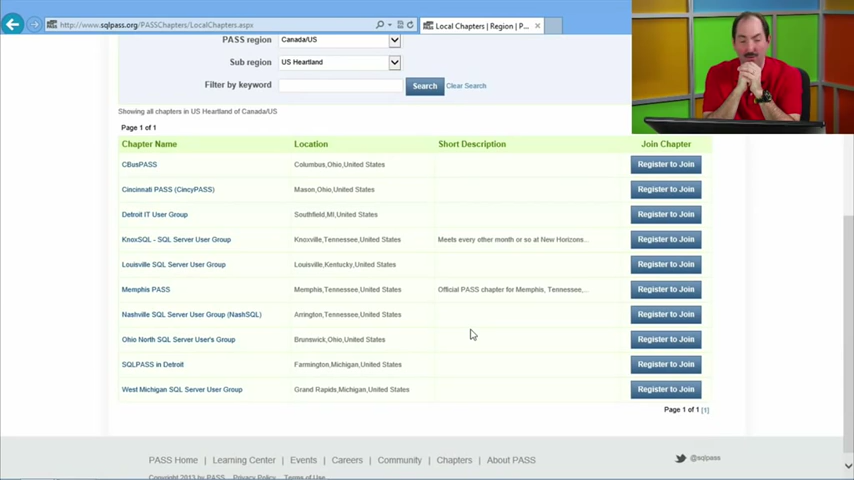 http://www.sqlpass.org/PASSChapters/LocalChapters.aspx
Local Chapters | Region | P...
PASS region Canada/US
Sub region US Heartland
Filter by keyword Search Clear Search
Showing all chapters in US Heartland of Canada/US
Page 1 of 1
Chapter Name Location Short Description Join Chapter
CBusPASS Columbus,Ohio,United States Register to Join
Cincinnati PASS (CincyPASS) Mason,Ohio,United States Register to Join
Detroit IT User Group Southfield,MI,United States Register to Join
KnoxSQL - SQL Server User Group Knoxville,Tennessee,United States Meets every other month or so at New Horizons... Register to Join
Louisville SQL Server User Group Louisville,Kentucky,United States Register to Join
Memphis PASS Memphis,Tennessee,United States Official PASS chapter for Memphis, Tennessee,... Register to Join
Nashville SQL Server User Group (NashSQL) Arrington,Tennessee,United States Register to Join
Ohio North SQL Server User's Group Brunswick,Ohio,United States Register to Join
SQLPASS in Detroit Farmington,Michigan,United States Register to Join
West Michigan SQL Server User Group Grand Rapids,Michigan,United States Register to Join
Page 1 of 1 [1]
PASS Home | Learning Center | Events | Careers | Community | Chapters | About PASS @sqlpass
Copyright 2013 by PASS Privacy Policy Terms of Use